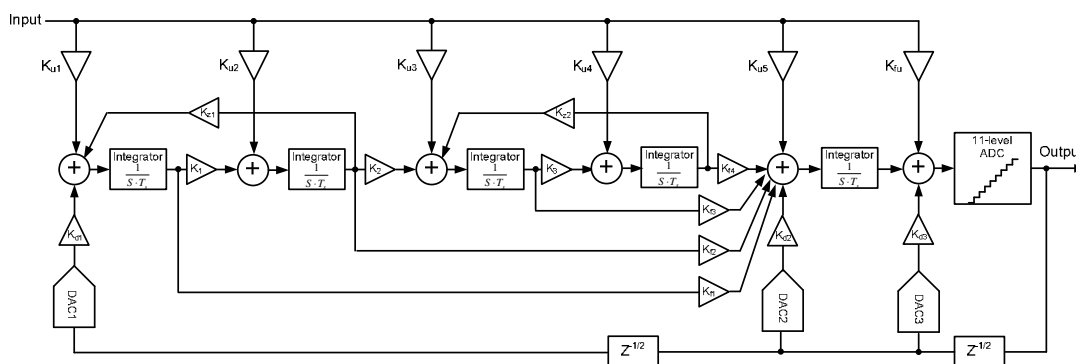 Input
Ku1
Ku2
Ku3
Ku4
Ku5
Kfu
Kz1
Kz2
Integrator
1
S·Ts
K1
Integrator
1
S·Ts
K2
Integrator
1
S·Ts
K3
Integrator
1
S·Ts
Kf4
Integrator
1
S·Ts
11-level
ADC
Output
Kf3
Kf2
Kf1
Kd1
Kd2
Kd3
DAC1
DAC2
DAC3
Z-1/2
Z-1/2